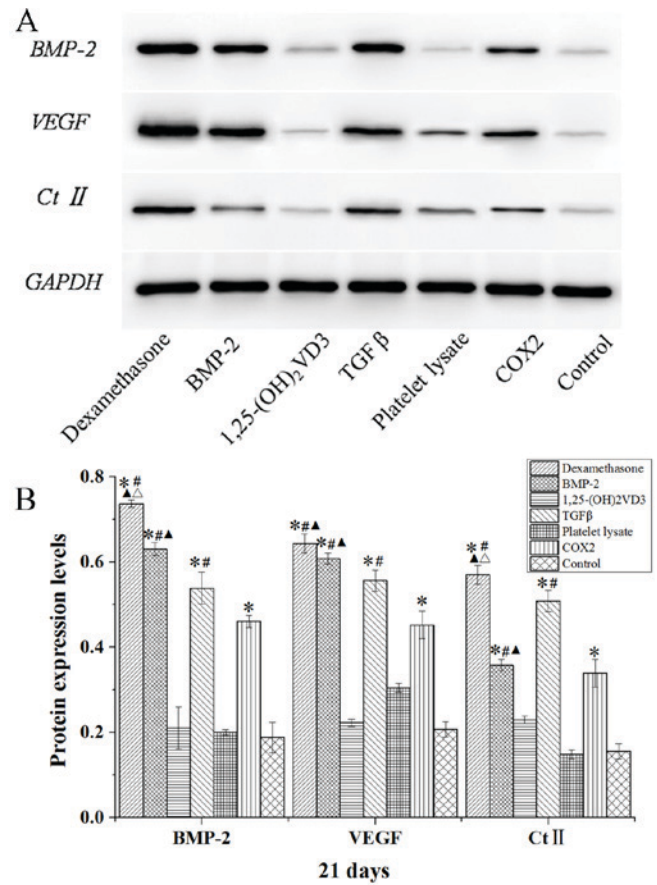 A
BMP-2
VEGF
Ct Ⅱ
GAPDH
Dexamethasone
BMP-2
1,25-(OH)₂VD3
TGF β
Platelet lysate
COX2
Control
B
Dexamethasone
BMP-2
1,25-(OH)2VD3
TGFβ
Platelet lysate
COX2
Control
Protein expression levels
0.8
0.6
0.4
0.2
0.0
* #
▲△
*#▲
*#
*
*#▲
*#▲
*#
*
* #
▲△
*#▲
*#
*
BMP-2
VEGF
Ct Ⅱ
21 days